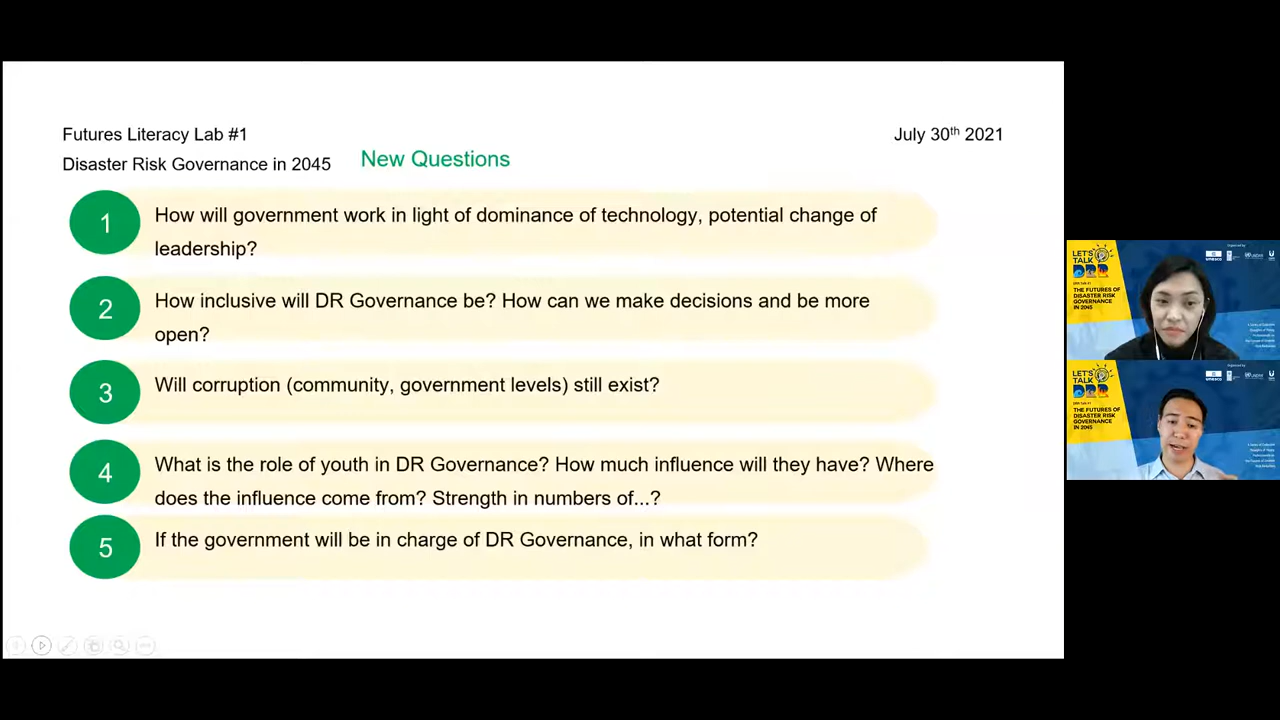 Futures Literacy Lab #1
July 30th 2021
Disaster Risk Governance in 2045
New Questions
1
How will government work in light of dominance of technology, potential change of
leadership?
2
How inclusive will DR Governance be? How can we make decisions and be more
open?
3
Will corruption (community, government levels) still exist?
4
What is the role of youth in DR Governance? How much influence will they have? Where
does the influence come from? Strength in numbers of...?
5
If the government will be in charge of DR Governance, in what form?
LET'S
TALK
DRR
THE FUTURES OF
DISASTER RISK
GOVERNANCE
IN 2045
unesco
LET'S
TALK
DRR
THE FUTURES OF
DISASTER RISK
GOVERNANCE
IN 2045
unesco